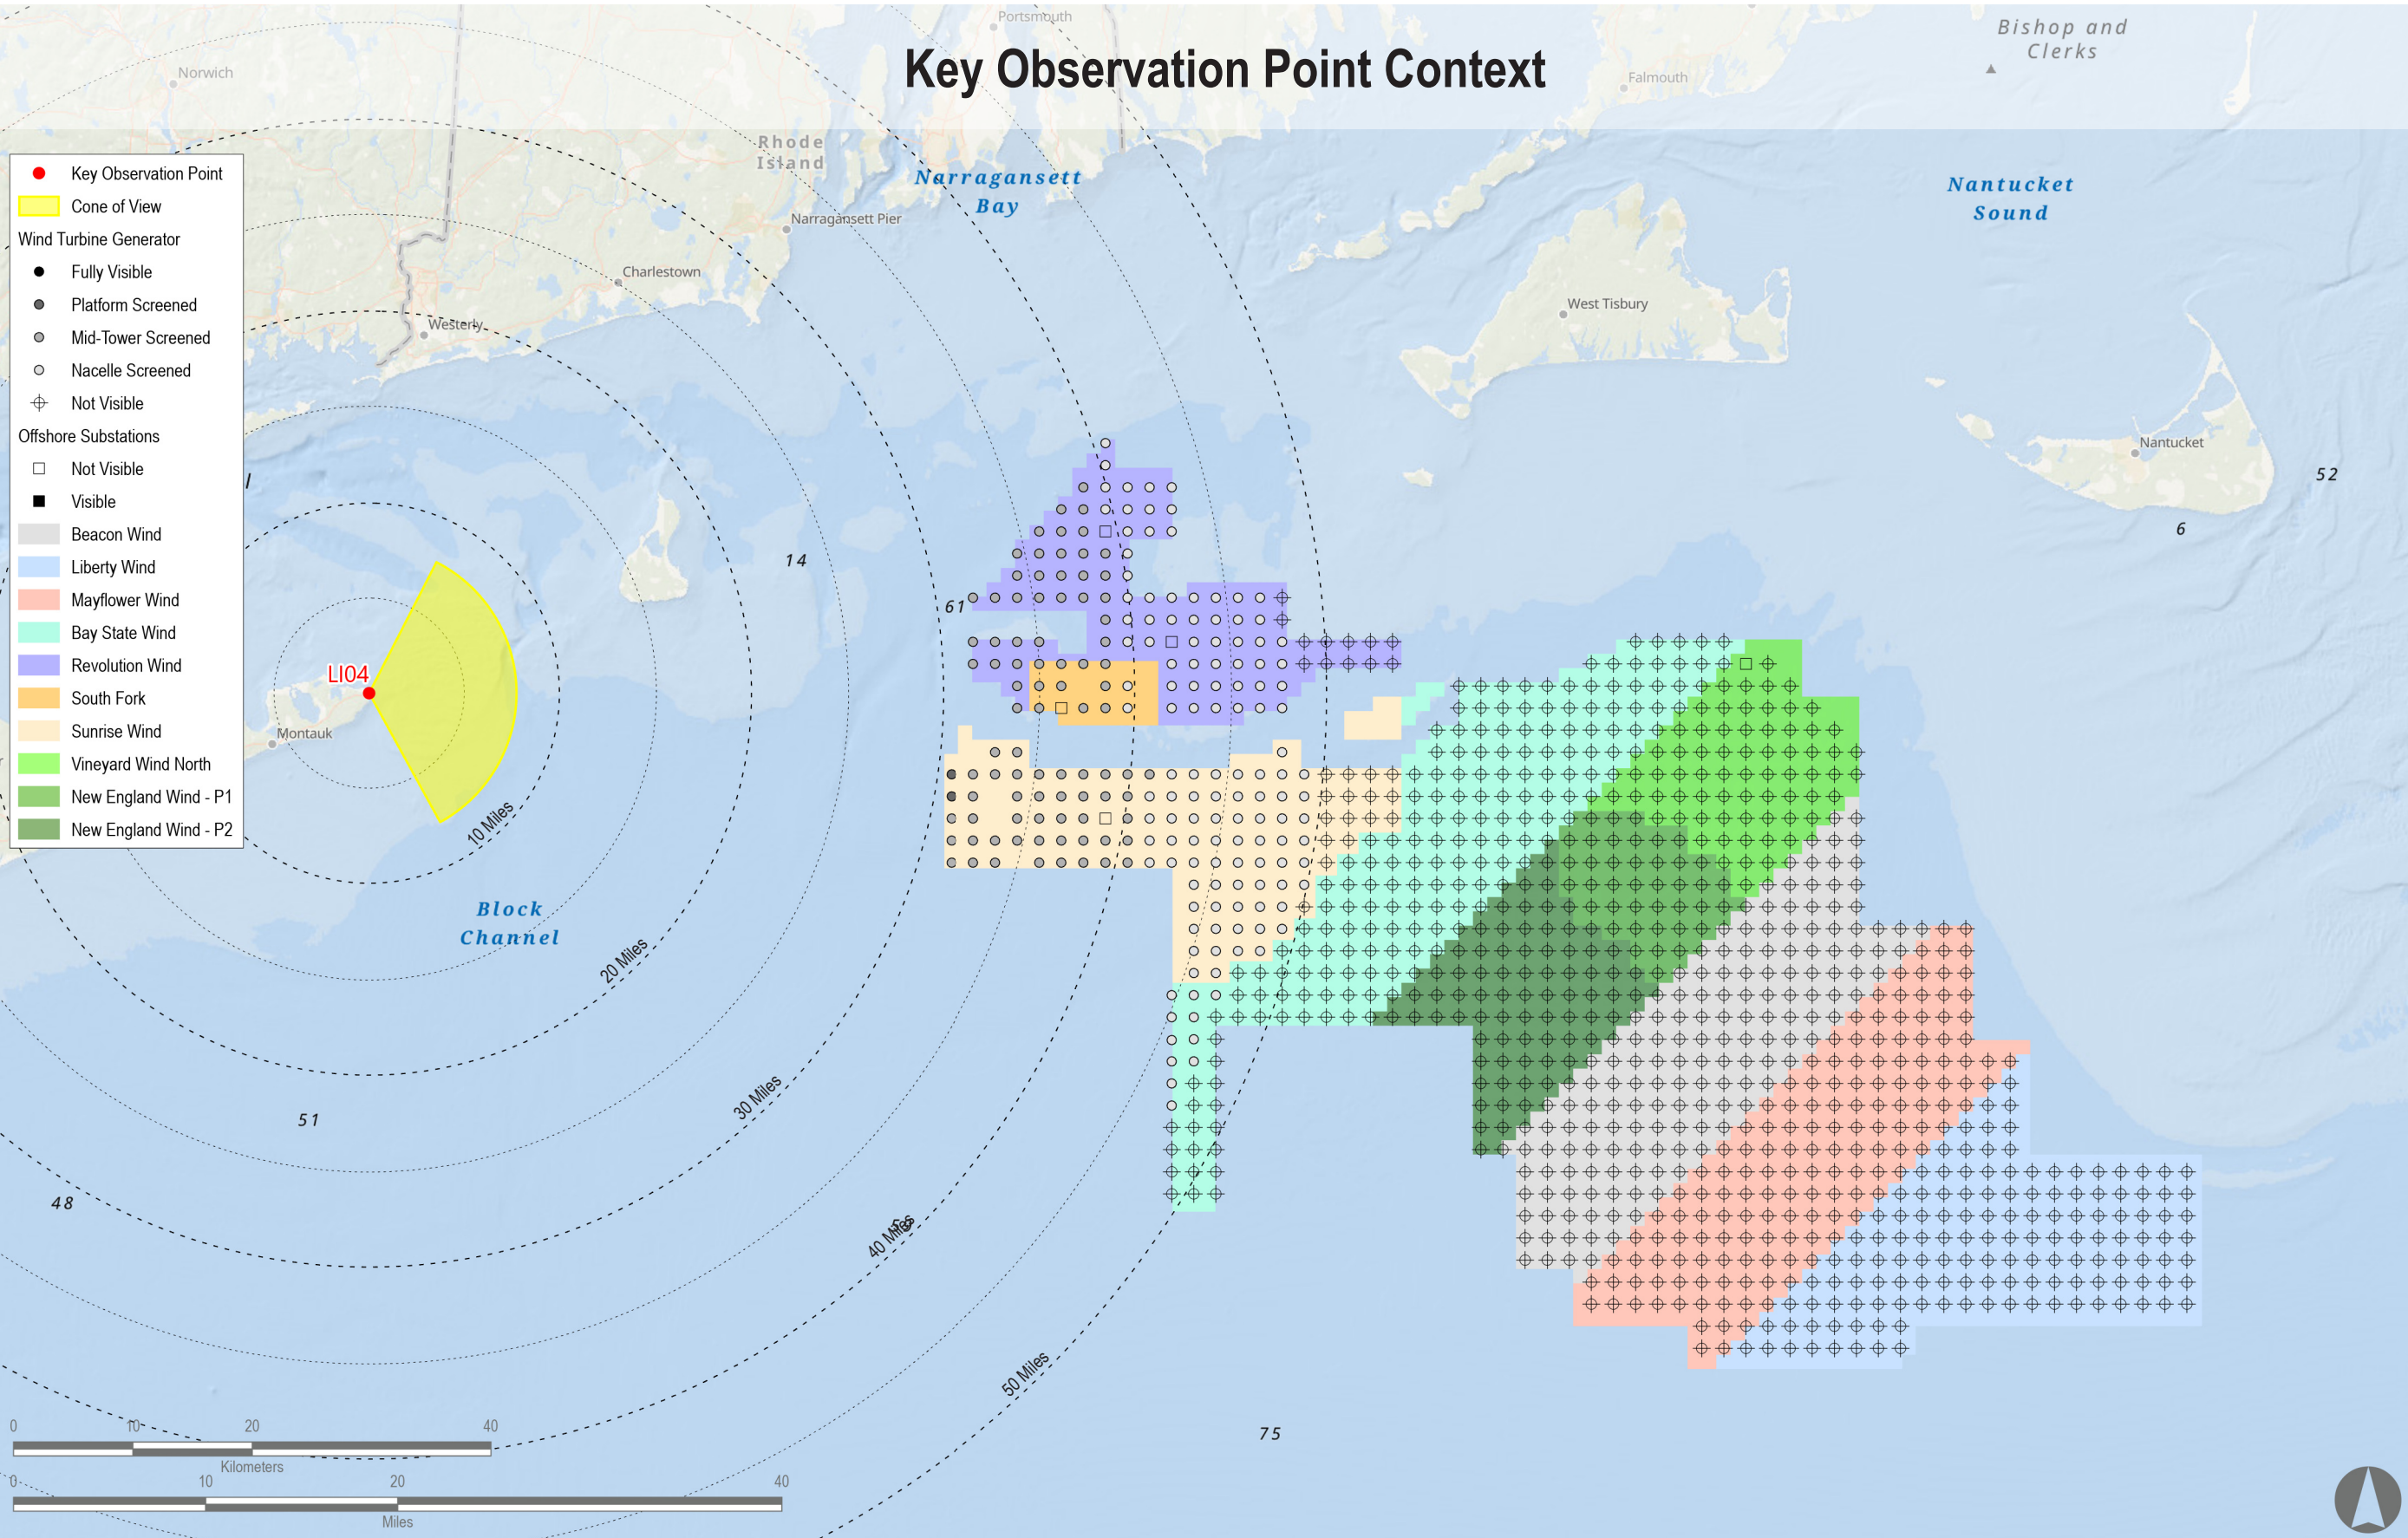 Key Observation Point Context
Portsmouth
Bishop and
Clerks
Norwich
Falmouth
Rhode
Island
Narragansett
Bay
Nantucket
Sound
Narragansett Pier
Charlestown
Westerly
West Tisbury
Nantucket
52
6
14
61
LI04
Montauk
10 Miles
Block
Channel
20 Miles
30 Miles
51
48
40 Miles
50 Miles
75
Key Observation Point
Cone of View
Wind Turbine Generator
Fully Visible
Platform Screened
Mid-Tower Screened
Nacelle Screened
Not Visible
Offshore Substations
Not Visible
Visible
Beacon Wind
Liberty Wind
Mayflower Wind
Bay State Wind
Revolution Wind
South Fork
Sunrise Wind
Vineyard Wind North
New England Wind - P1
New England Wind - P2
0 10 20 40
Kilometers
0 10 20 40
Miles